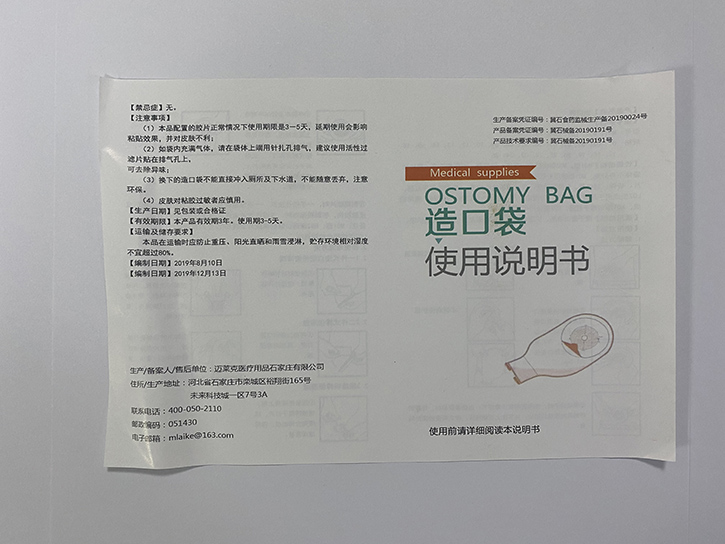 【禁忌症】无。
【注意事项】
（1）本品配置的胶片正常情况下使用期限是3—5天，延期使用会影响
粘贴效果，并对皮肤不利；
（2）如袋内充满气体，请在袋体上端用针扎孔排气，建议使用活性过
滤片贴在排气孔上，
可去除异味；
（3）换下的造口袋不能直接冲入厕所及下水道，不能随意丢弃，注意
环保。
（4）皮肤对粘胶过敏者应慎用。
【生产日期】见包装或合格证
【有效期限】本产品有效期3年。使用期3-5天。
【运输及储存要求】
本品在运输时应防止重压、阳光直晒和雨雪浸淋，贮存环境相对湿度
不宜超过80%。
【编制日期】2019年8月10日
【编制日期】2019年12月13日
生产/备案人/售后单位：迈莱克医疗用品石家庄有限公司
住所/生产地址：河北省石家庄市栾城区裕翔街165号
未来科技城一区7号3A
联系电话：400-050-2110
邮政编码：051430
电子邮箱：mlaike@163.com
生产备案凭证编号：冀石食药监械生产备20190024号
产品备案凭证编号：冀石械备20190191号
产品技术要求编号：冀石械备20190191号
Medical supplies
OSTOMY BAG
造口袋
使用说明书
使用前请详细阅读本说明书